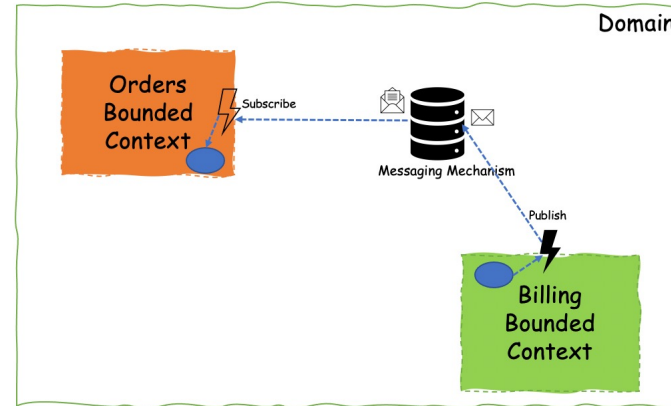 Domain
Orders
Bounded
Context
Subscribe
Messaging Mechanism
Publish
Billing
Bounded
Context